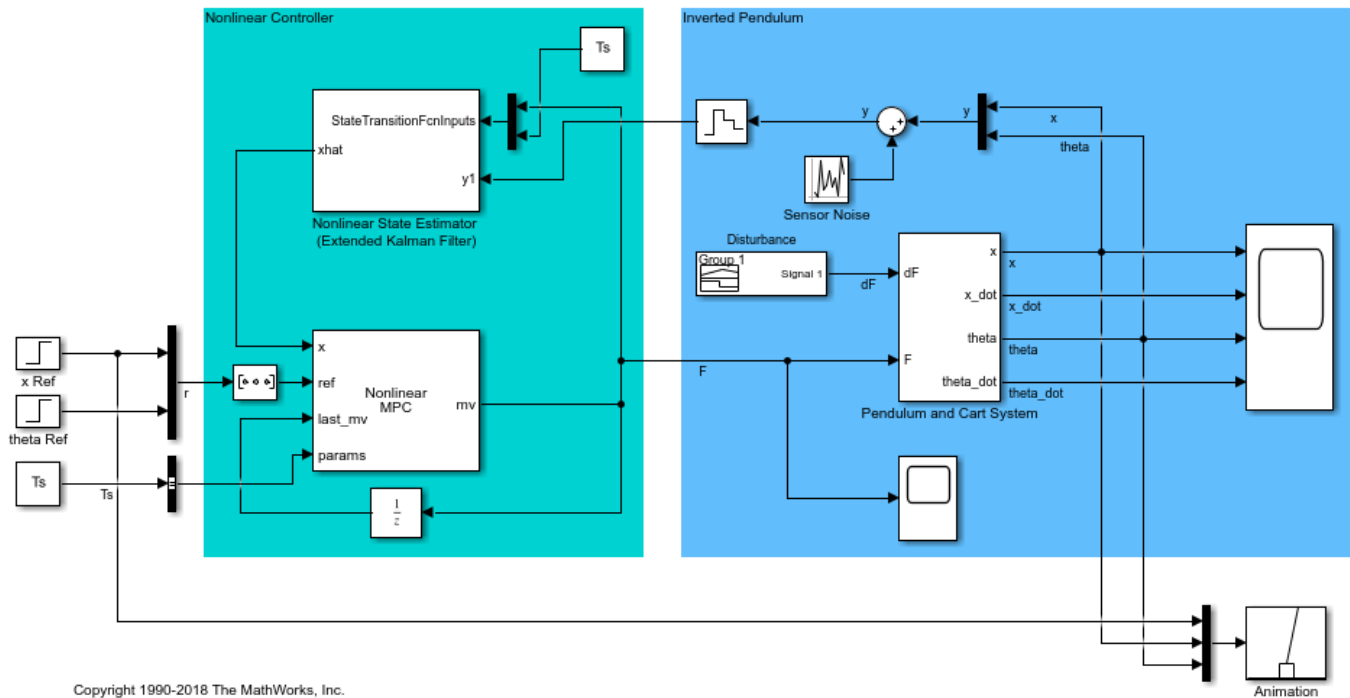 Nonlinear Controller
Ts
StateTransitionFcnInputs
xhat
y1
Nonlinear State Estimator
(Extended Kalman Filter)
x Ref
theta Ref
Ts
Ts
r
[ ]
x
ref
last_mv
params
Nonlinear
MPC
mv
1
z
Inverted Pendulum
y
+
+
y
x
theta
Sensor Noise
Disturbance
Group 1
Signal 1
dF
F
dF
F
x
x_dot
theta
theta_dot
x
x_dot
theta
theta_dot
Pendulum and Cart System
Animation
Copyright 1990-2018 The MathWorks, Inc.